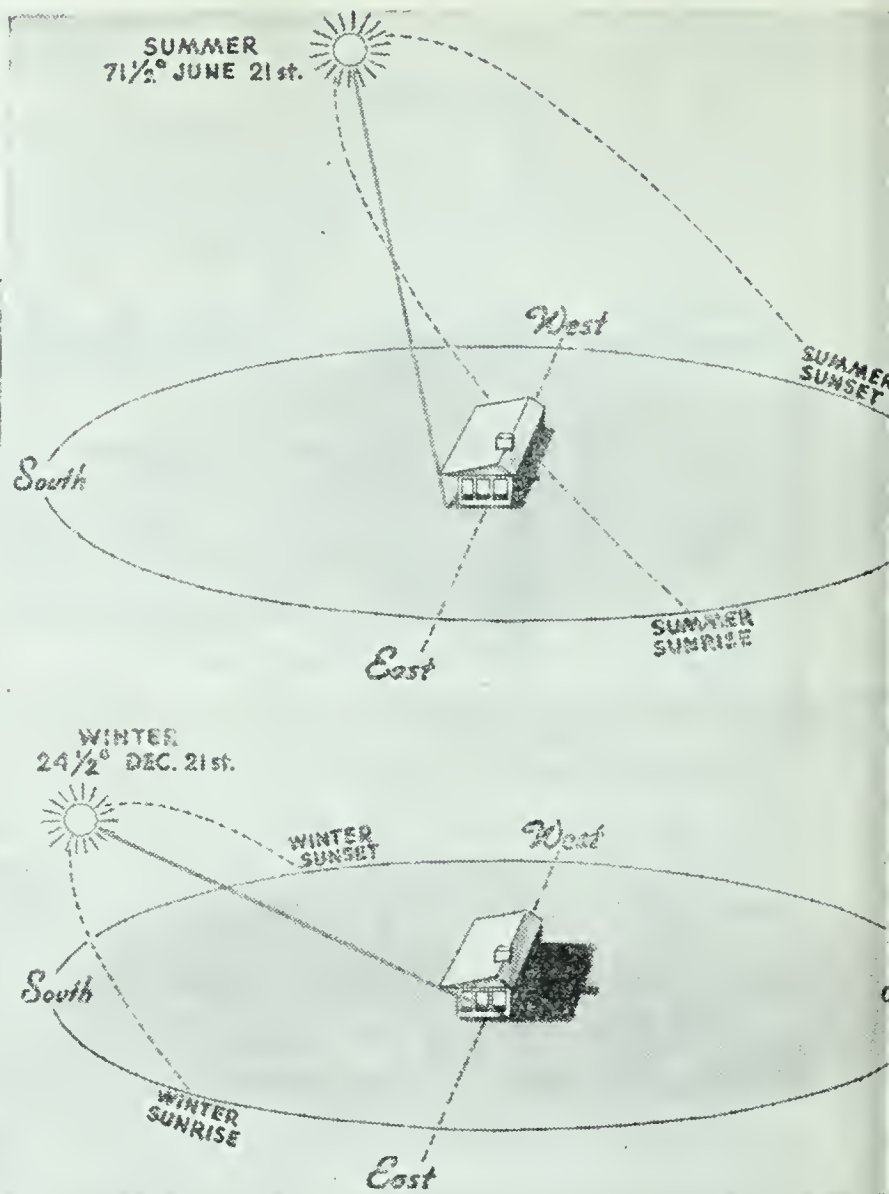 SUMMER
71½° JUNE 21st.
West
SUMMER
SUNSET
South
SUMMER
SUNRISE
East
WINTER
24½° DEC. 21st.
WINTER
SUNSET
West
South
WINTER
SUNRISE
East